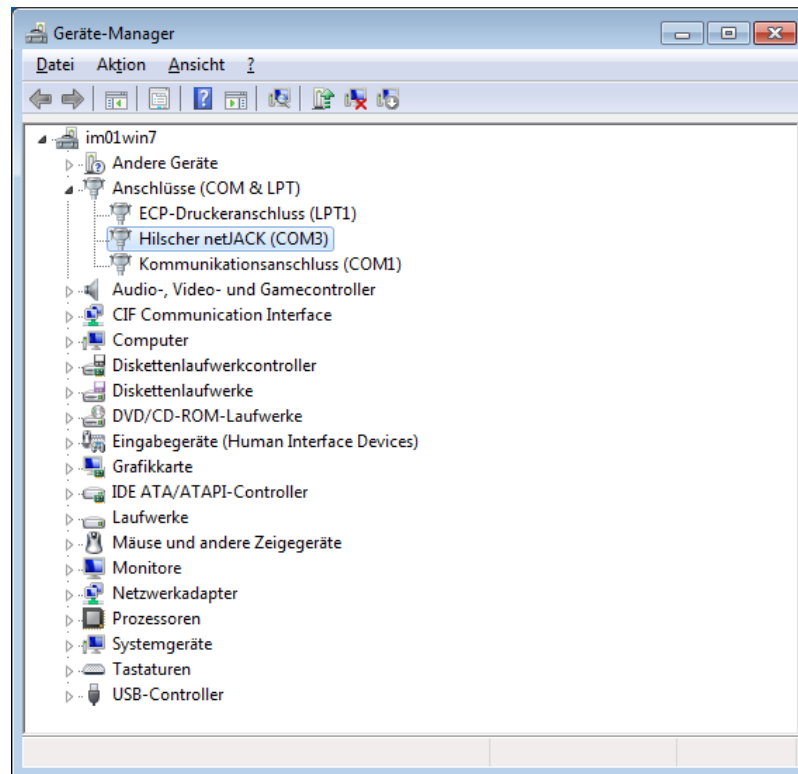 Geräte-Manager
Datei Aktion Ansicht ?
im01win7
Andere Geräte
Anschlüsse (COM & LPT)
ECP-Druckeranschluss (LPT1)
Hilscher netJACK (COM3)
Kommunikationsanschluss (COM1)
Audio-, Video- und Gamecontroller
CIF Communication Interface
Computer
Diskettenlaufwerkcontroller
Diskettenlaufwerke
DVD/CD-ROM-Laufwerke
Eingabegeräte (Human Interface Devices)
Grafikkarte
IDE ATA/ATAPI-Controller
Laufwerke
Mäuse und andere Zeigegeräte
Monitore
Netzwerkadapter
Prozessoren
Systemgeräte
Tastaturen
USB-Controller